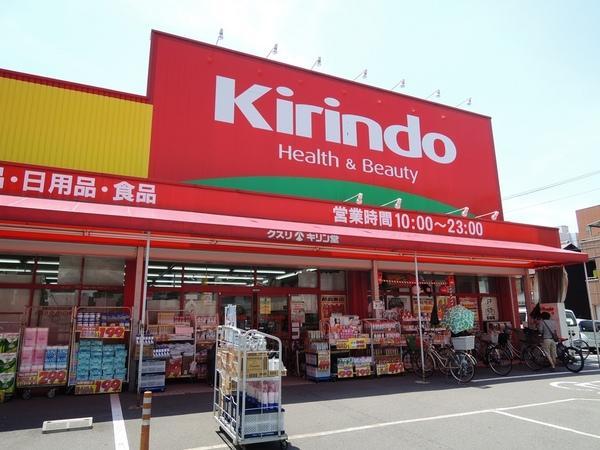 Kirindo
Health & Beauty
・日用品・食品
営業時間 10:00〜23:00
クスリ キリン堂
199